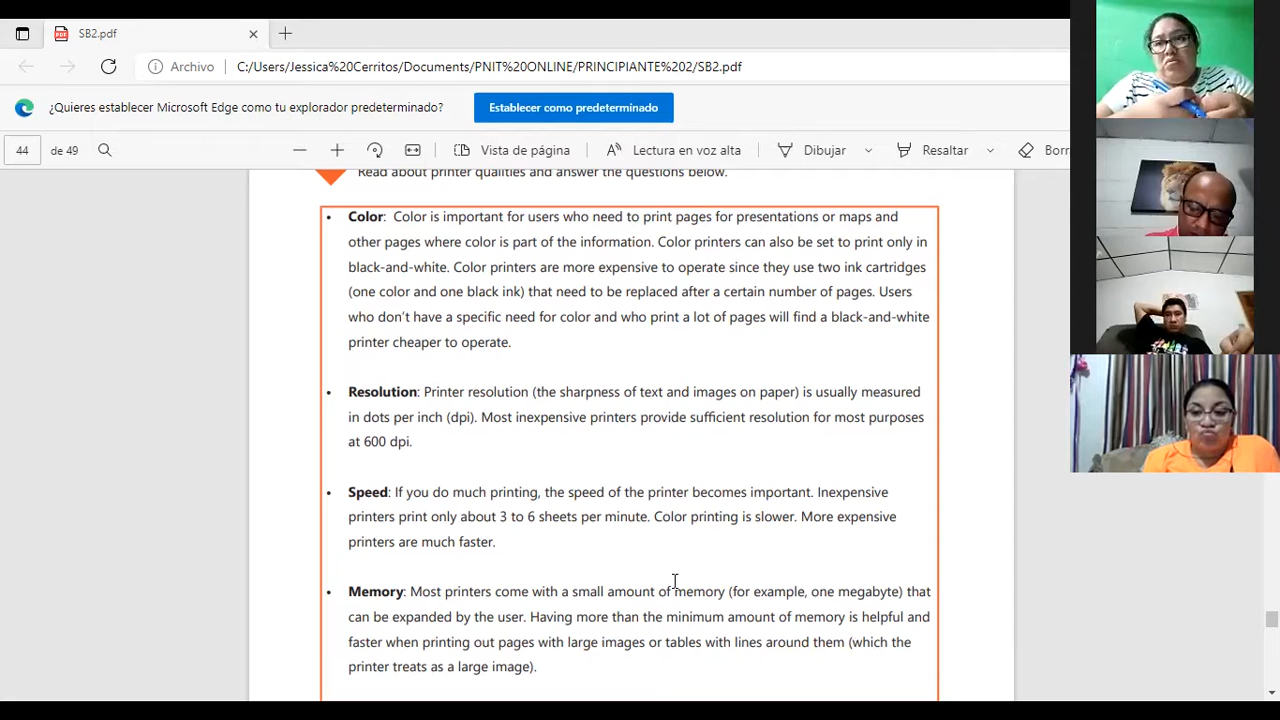 SB2.pdf
Archivo C:/Users/Jessica%20Cerritos/Documents/PNIT%20ONLINE/PRINCIPIANTE%202/SB2.pdf
¿Quieres establecer Microsoft Edge como tu explorador predeterminado? Establecer como predeterminado
44 de 49 Vista de página Lectura en voz alta Dibujar Resaltar Borr
Read about printer qualities and answer the questions below.
• Color: Color is important for users who need to print pages for presentations or maps and
other pages where color is part of the information. Color printers can also be set to print only in
black-and-white. Color printers are more expensive to operate since they use two ink cartridges
(one color and one black ink) that need to be replaced after a certain number of pages. Users
who don’t have a specific need for color and who print a lot of pages will find a black-and-white
printer cheaper to operate.
• Resolution: Printer resolution (the sharpness of text and images on paper) is usually measured
in dots per inch (dpi). Most inexpensive printers provide sufficient resolution for most purposes
at 600 dpi.
• Speed: If you do much printing, the speed of the printer becomes important. Inexpensive
printers print only about 3 to 6 sheets per minute. Color printing is slower. More expensive
printers are much faster.
• Memory: Most printers come with a small amount of memory (for example, one megabyte) that
can be expanded by the user. Having more than the minimum amount of memory is helpful and
faster when printing out pages with large images or tables with lines around them (which the
printer treats as a large image).